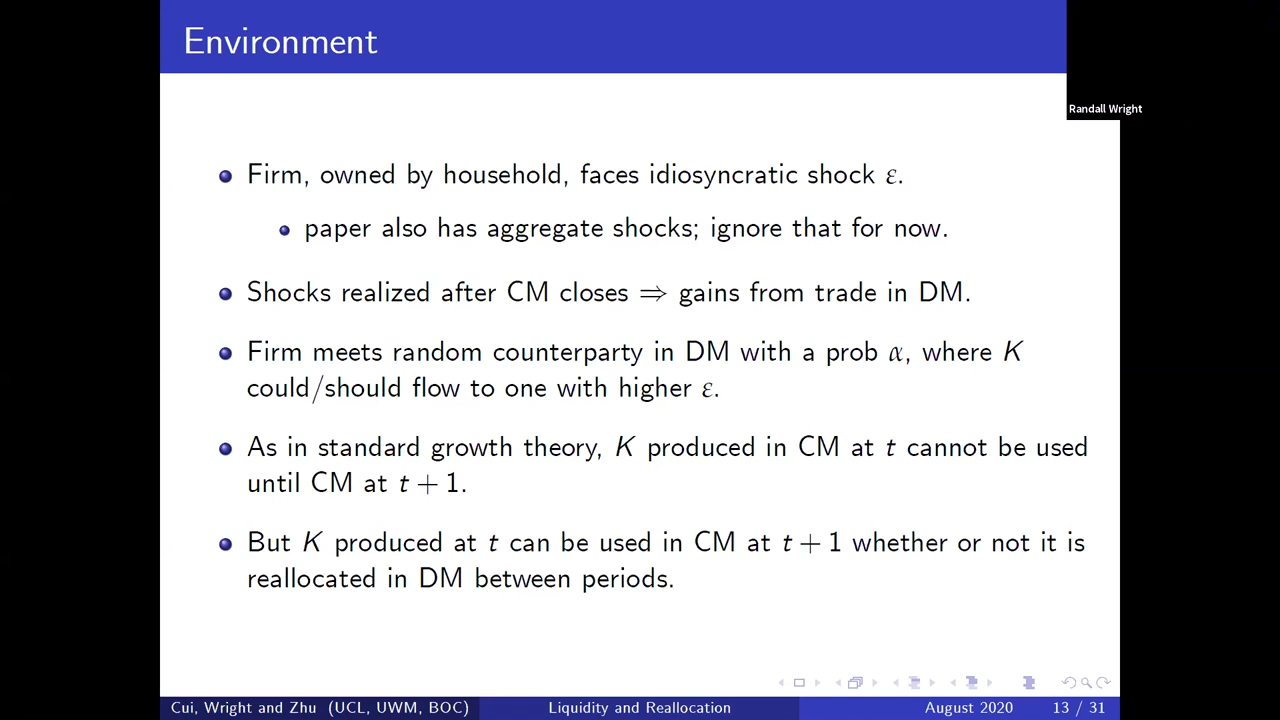 Environment
Randall Wright
Firm, owned by household, faces idiosyncratic shock ε.
paper also has aggregate shocks; ignore that for now.
Shocks realized after CM closes ⇒ gains from trade in DM.
Firm meets random counterparty in DM with a prob α, where K
could/should flow to one with higher ε.
As in standard growth theory, K produced in CM at t cannot be used
until CM at t + 1.
But K produced at t can be used in CM at t + 1 whether or not it is
reallocated in DM between periods.
Cui, Wright and Zhu (UCL, UWM, BOC) Liquidity and Reallocation August 2020 13 / 31